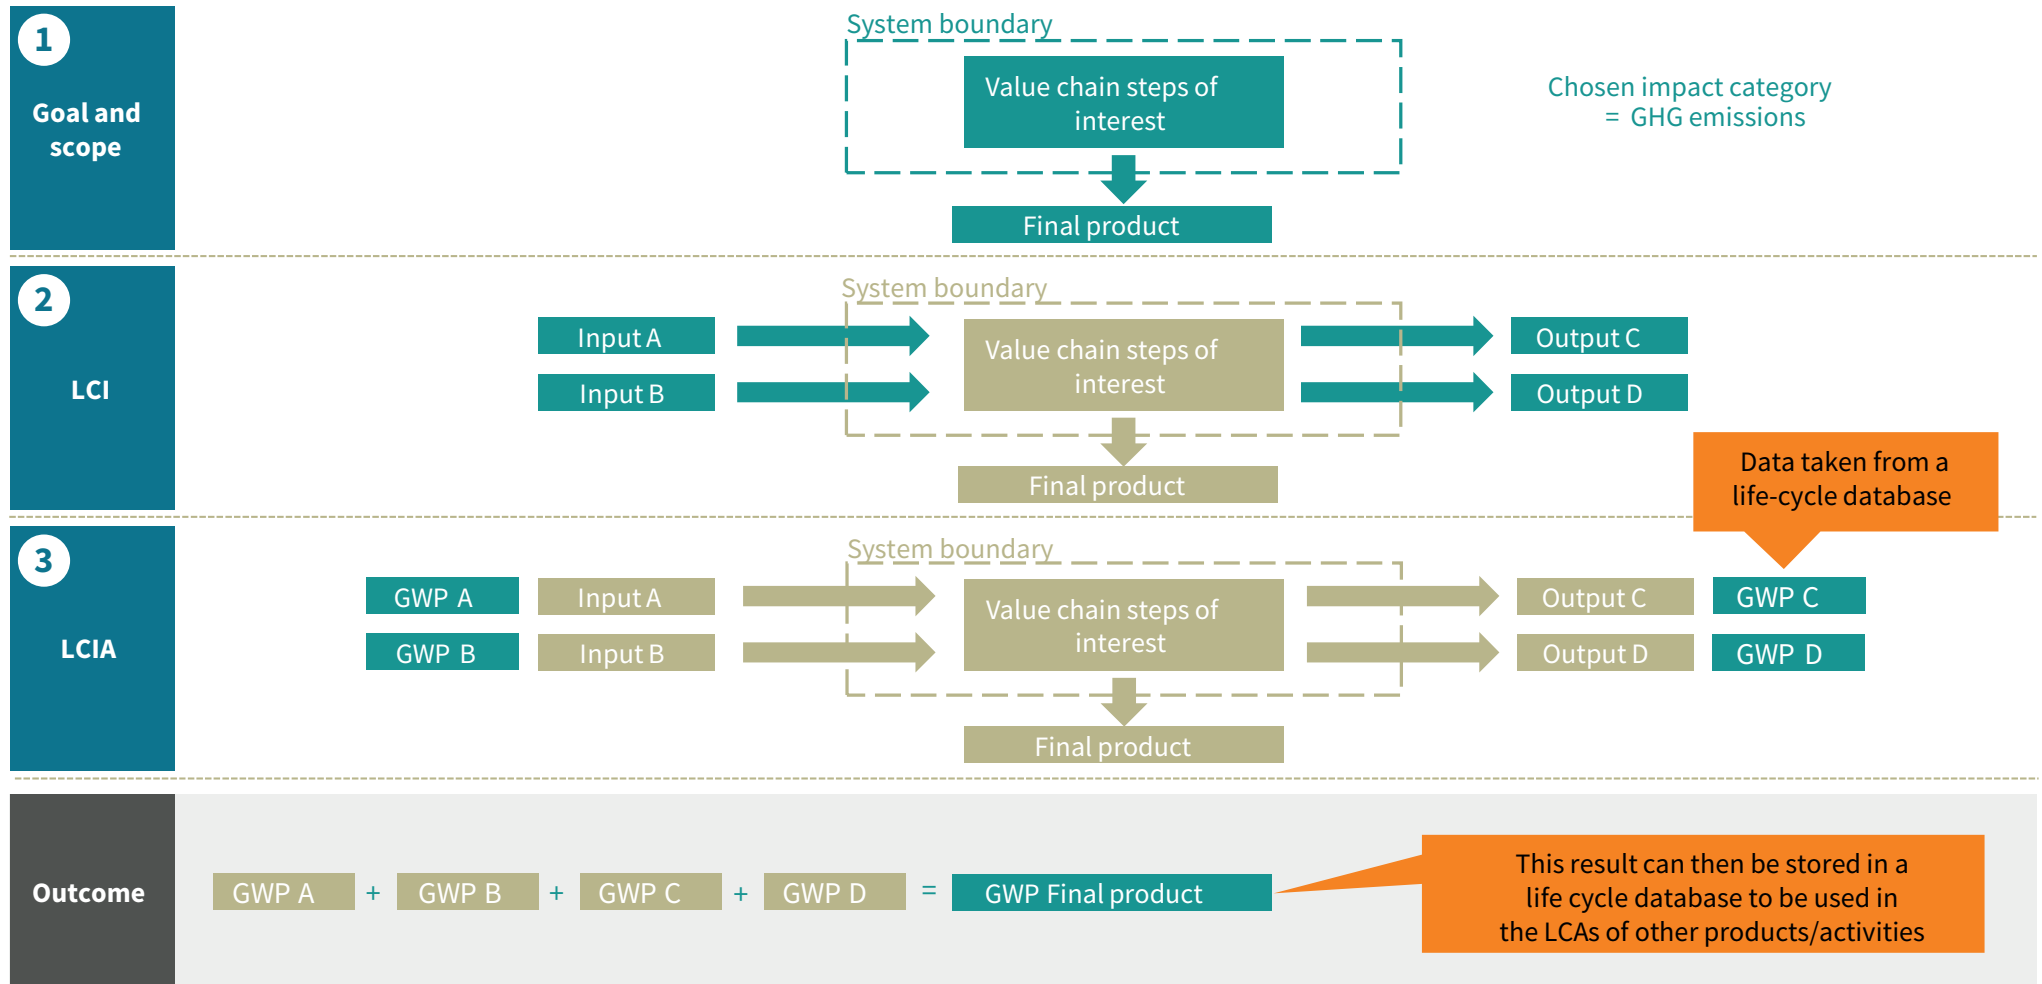 1
Goal and
scope
System boundary
Value chain steps of
interest
Final product
Chosen impact category
= GHG emissions
2
LCI
System boundary
Input A
Input B
Value chain steps of
interest
Output C
Output D
Final product
Data taken from a
life-cycle database
3
LCIA
System boundary
GWP A Input A
GWP B Input B
Value chain steps of
interest
Output C GWP C
Output D GWP D
Final product
Outcome
GWP A + GWP B + GWP C + GWP D = GWP Final product
This result can then be stored in a
life cycle database to be used in
the LCAs of other products/activities